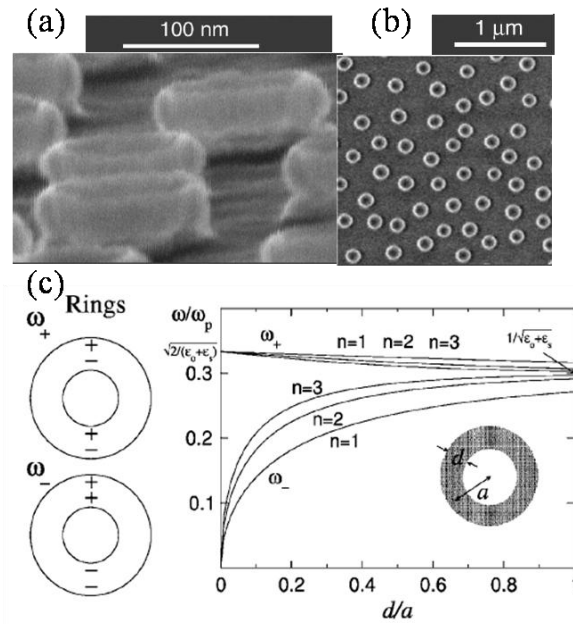 (a)
100 nm
(b)
1 μm
(c)
Rings
ω₊
+
−
+
−
ω₋
+
+
−
−
ω/ωₚ
√2/(ε₀+εₛ)
0.3
0.1
0
ω₊
n=1 n=2 n=3
1/√ε₀+εₛ
n=3
n=2
n=1
ω₋
d
a
0 0.2 0.4 0.6 0.8 1
d/a